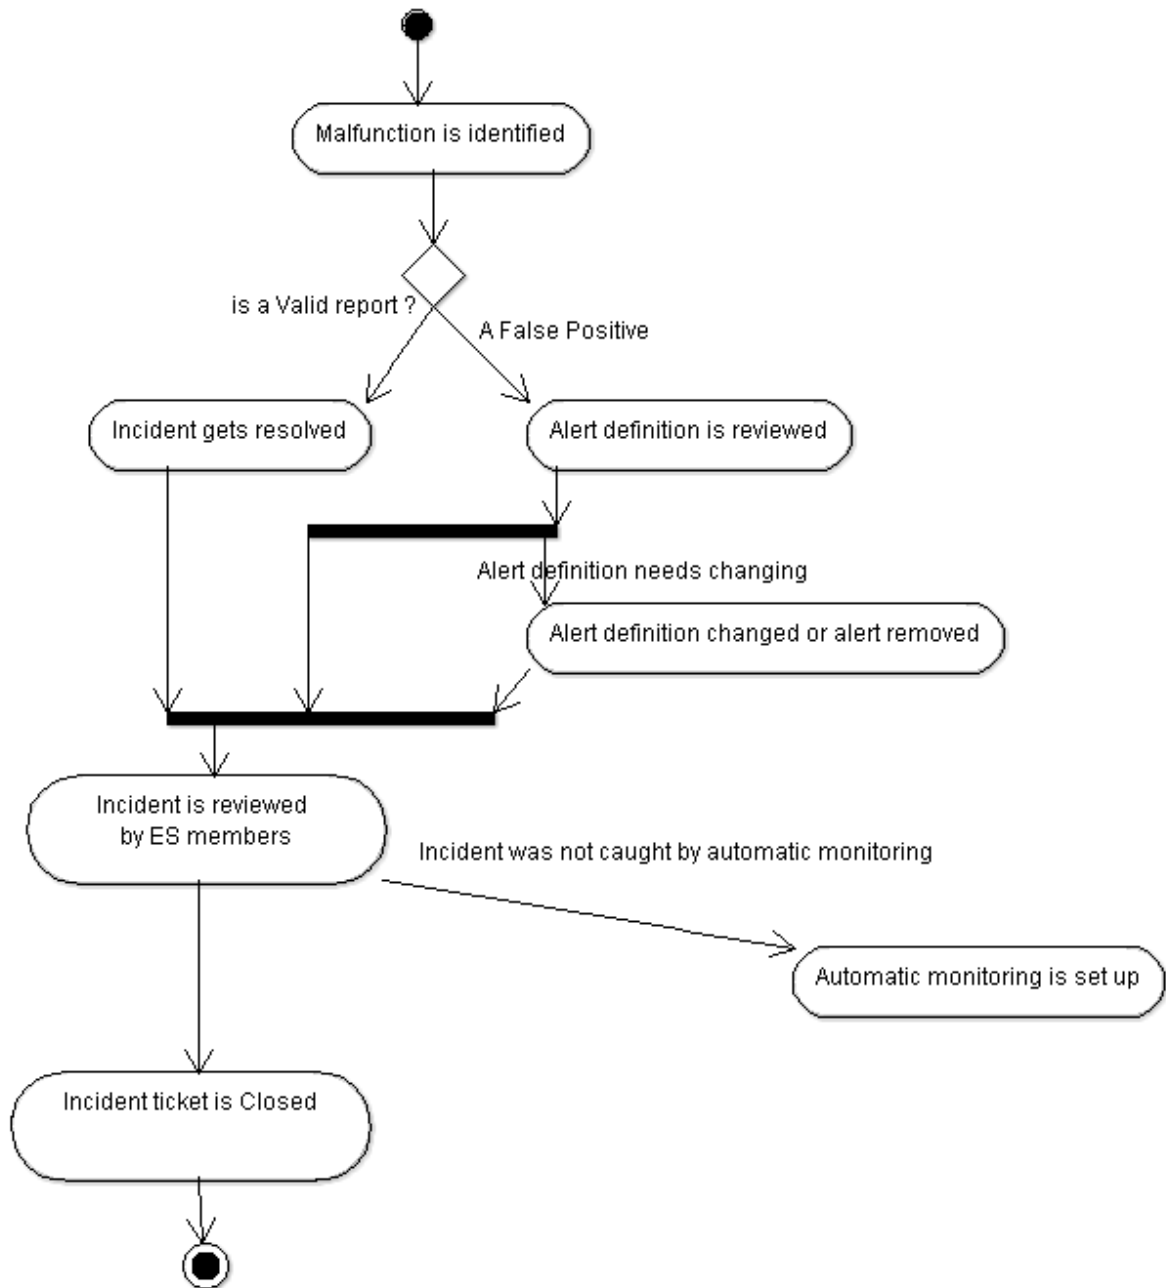 Malfunction is identified
is a Valid report ?
A False Positive
Incident gets resolved
Alert definition is reviewed
Alert definition needs changing
Alert definition changed or alert removed
Incident is reviewed
by ES members
Incident was not caught by automatic monitoring
Automatic monitoring is set up
Incident ticket is Closed